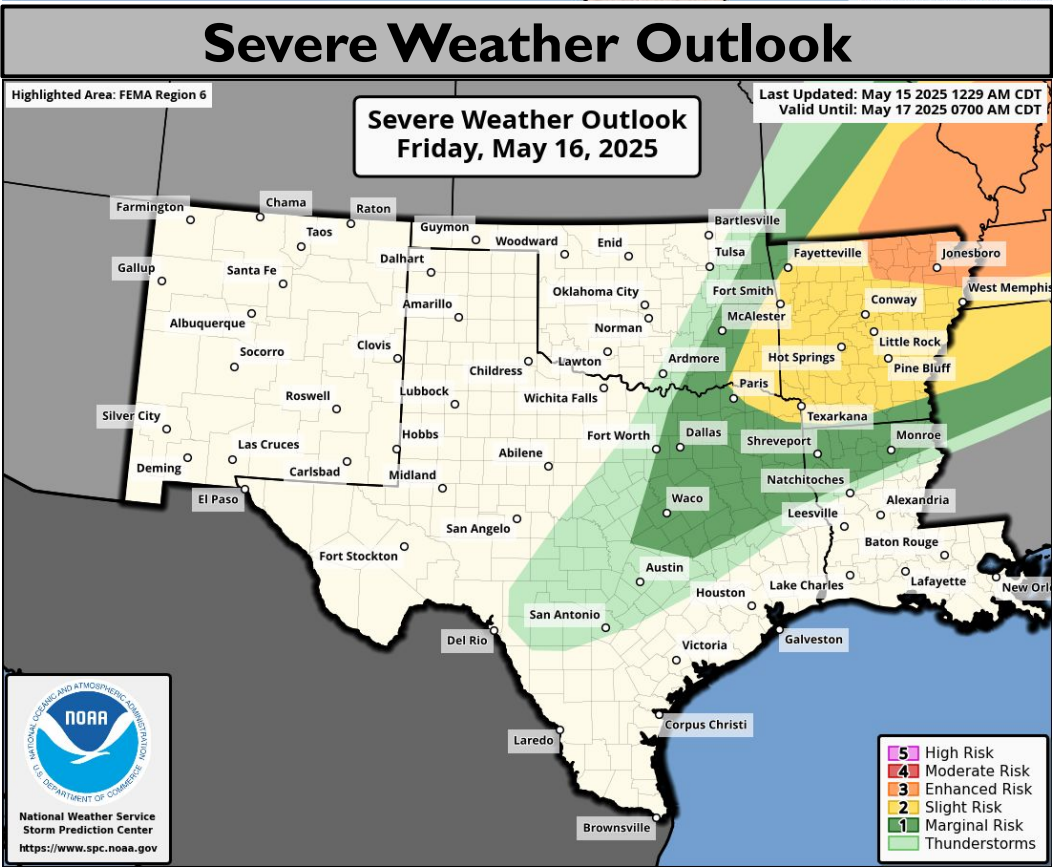 Severe Weather Outlook
Highlighted Area: FEMA Region 6
Last Updated: May 15 2025 1229 AM CDT
Valid Until: May 17 2025 0700 AM CDT
Severe Weather Outlook
Friday, May 16, 2025
Farmington
Chama
Raton
Taos
Guymon
Woodward
Enid
Bartlesville
Tulsa
Fayetteville
Jonesboro
Gallup
Santa Fe
Dalhart
Oklahoma City
Fort Smith
West Memphis
Albuquerque
Amarillo
Norman
McAlester
Conway
Little Rock
Socorro
Clovis
Childress
Lawton
Ardmore
Hot Springs
Pine Bluff
Roswell
Lubbock
Wichita Falls
Paris
Texarkana
Silver City
Las Cruces
Hobbs
Abilene
Fort Worth
Dallas
Shreveport
Monroe
Deming
Carlsbad
Midland
Natchitoches
El Paso
San Angelo
Waco
Leesville
Alexandria
Fort Stockton
Austin
Baton Rouge
Houston
Lake Charles
Lafayette
New Orl
Del Rio
San Antonio
Victoria
Galveston
Laredo
Corpus Christi
Brownsville
NATIONAL OCEANIC AND ATMOSPHERIC ADMINISTRATION
NOAA
U.S. DEPARTMENT OF COMMERCE
National Weather Service
Storm Prediction Center
https://www.spc.noaa.gov
5 High Risk
4 Moderate Risk
3 Enhanced Risk
2 Slight Risk
1 Marginal Risk
Thunderstorms